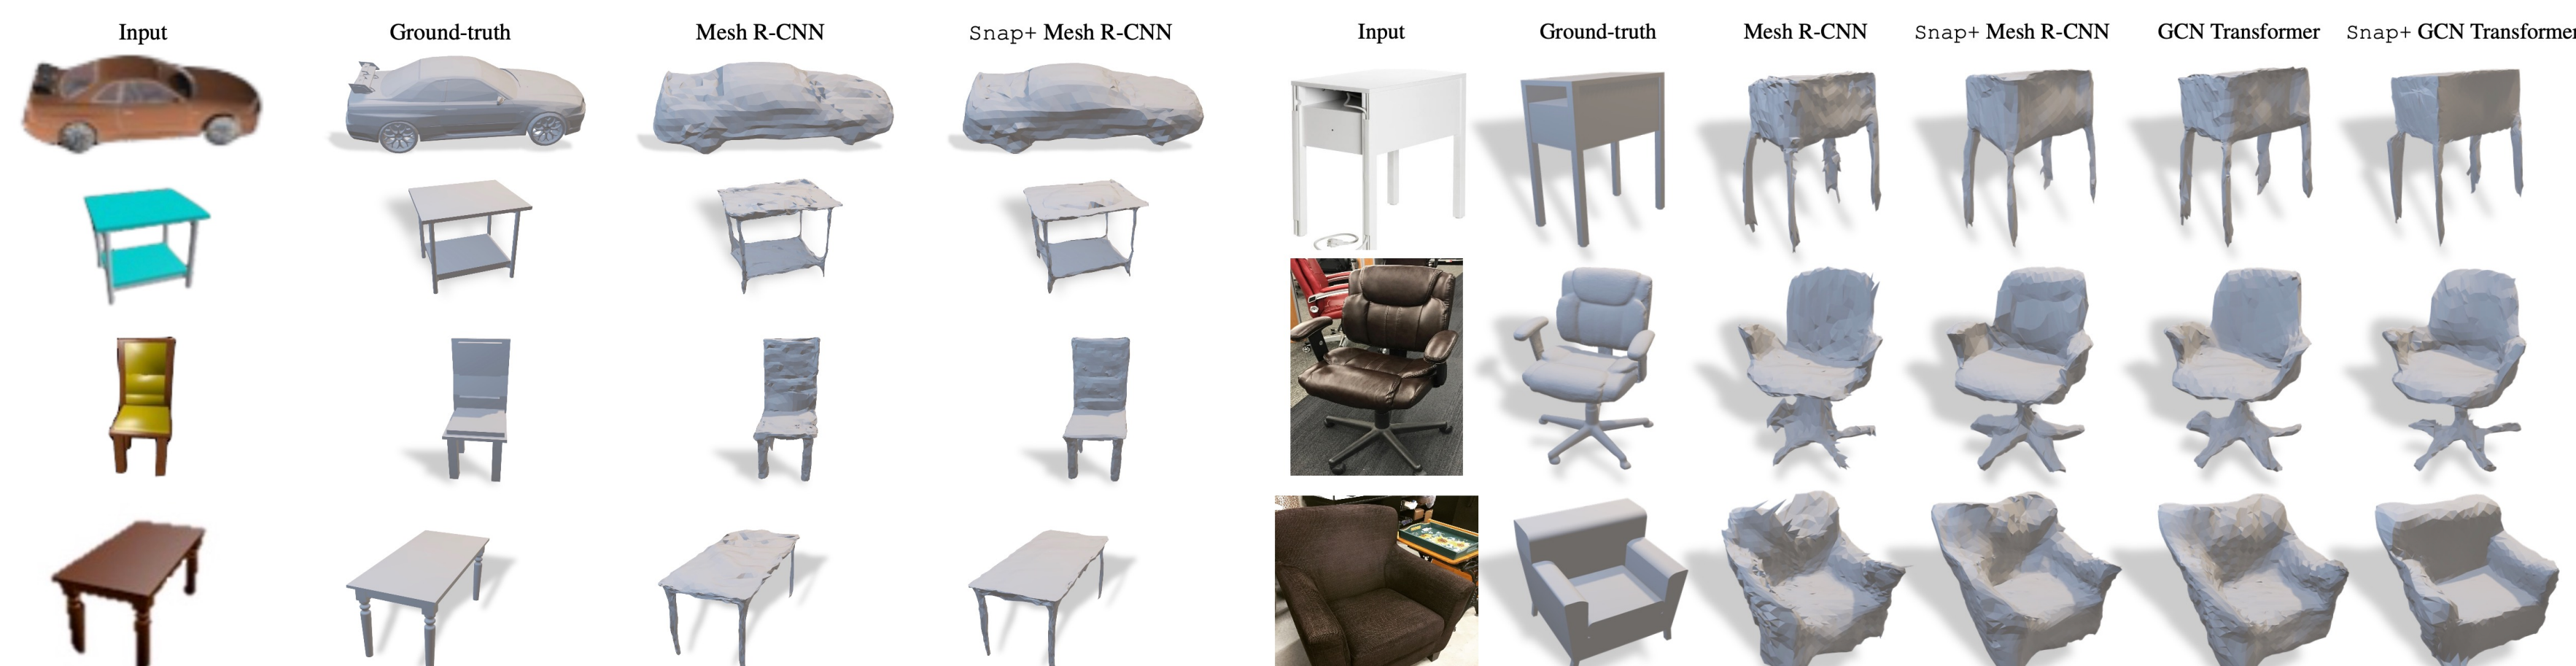 Input Ground-truth Mesh R-CNN Snap+ Mesh R-CNN Input Ground-truth Mesh R-CNN Snap+ Mesh R-CNN GCN Transformer Snap+ GCN Transformer